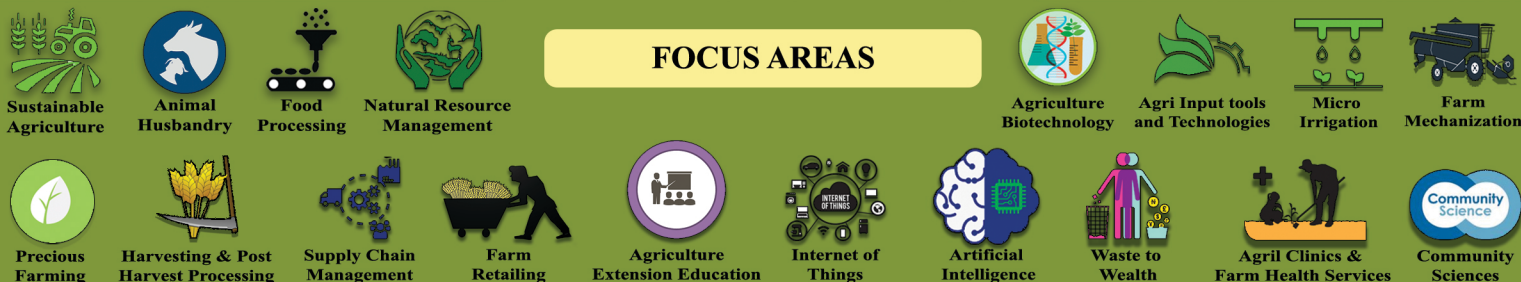 FOCUS AREAS
Sustainable
Agriculture
Animal
Husbandry
Food
Processing
Natural Resource
Management
Agriculture
Biotechnology
Agri Input tools
and Technologies
Micro
Irrigation
Farm
Mechanization
Precious
Farming
Harvesting & Post
Harvest Processing
Supply Chain
Management
Farm
Retailing
Agriculture
Extension Education
INTERNET
OF THINGS
Internet of
Things
Artificial
Intelligence
Waste to
Wealth
Agril Clinics &
Farm Health Services
Community
Science
Community
Sciences